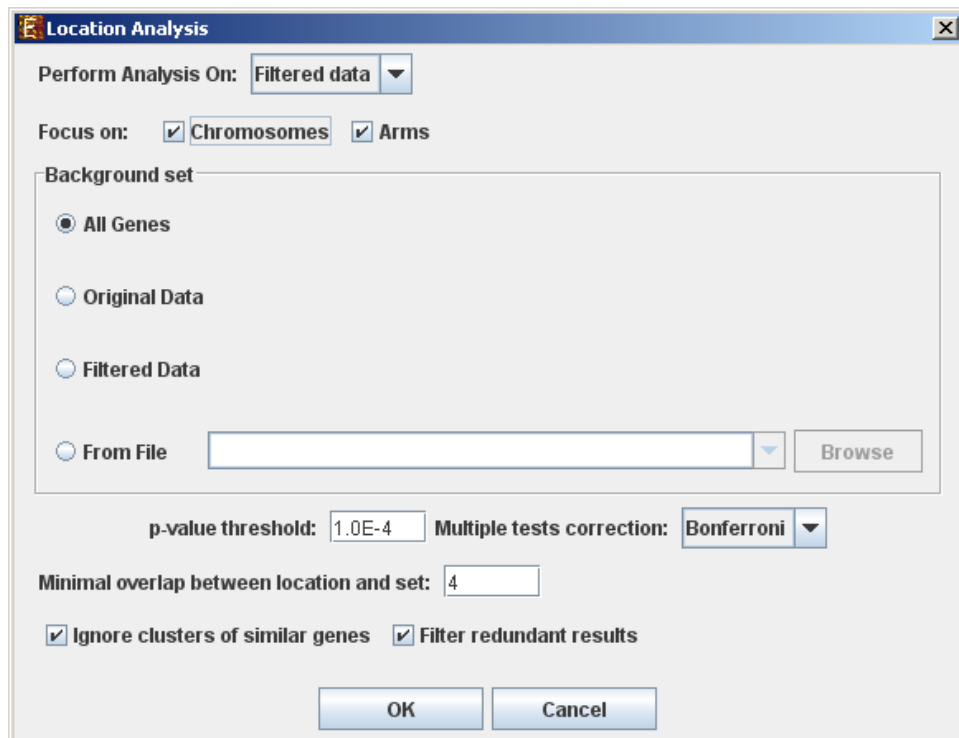 Location Analysis
Perform Analysis On: Filtered data
Focus on: Chromosomes Arms
Background set
All Genes
Original Data
Filtered Data
From File Browse
p-value threshold: 1.0E-4 Multiple tests correction: Bonferroni
Minimal overlap between location and set: 4
Ignore clusters of similar genes Filter redundant results
OK Cancel